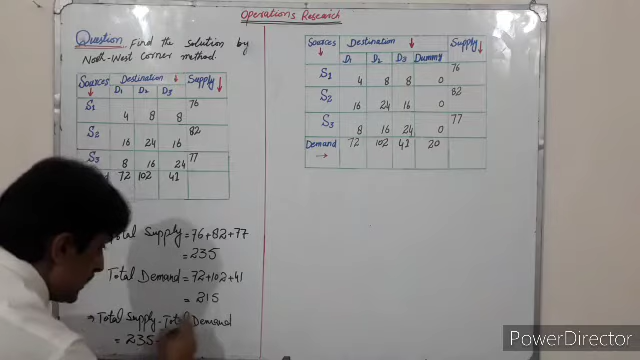 Operations Research
Question: Find the solution by
North-West Corner method.
Sources Destination Supply
D1 D2 D3
S1 4 8 8 76
S2 16 24 16 82
S3 8 16 24 77
72 102 41
Total Supply = 76+82+77
= 235
Total Demand = 72+102+41
= 215
⇒ Total Supply - Total Demand
= 235-
Sources Destination Supply
D1 D2 D3 Dummy
S1 4 8 8 0 76
S2 16 24 16 0 82
S3 8 16 24 0 77
Demand 72 102 41 20
PowerDirector